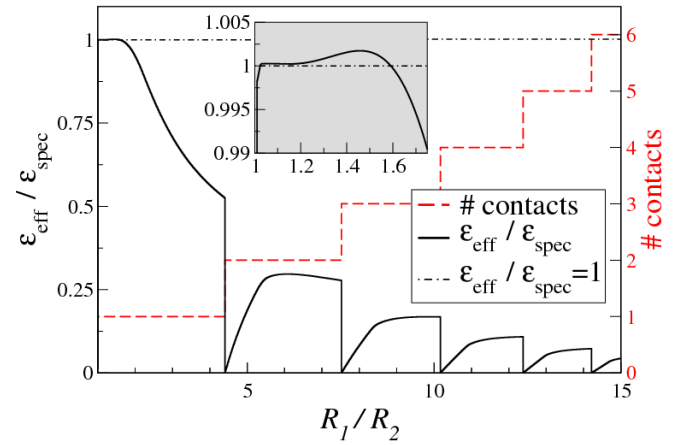 1.005
1
0.995
0.99
1 1.2 1.4 1.6
1
0.75
0.5
0.25
0
ε_eff / ε_spec
6
5
4
3
2
1
0
# contacts
# contacts
ε_eff / ε_spec
ε_eff / ε_spec=1
5 10 15
R_1/R_2